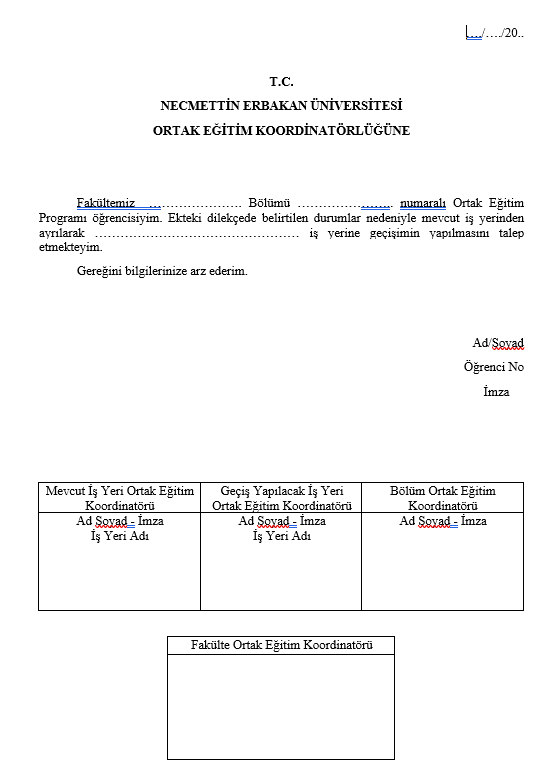 …./…./20..
T.C.
NECMETTİN ERBAKAN ÜNİVERSİTESİ
ORTAK EĞİTİM KOORDİNATÖRLÜĞÜNE
Fakültemiz ………………….. Bölümü ………………………. numaralı Ortak Eğitim
Programı öğrencisiyim. Ekteki dilekçede belirtilen durumlar nedeniyle mevcut iş yerinden
ayrılarak …………………………………………… iş yerine geçişimin yapılmasını talep
etmekteyim.
Gereğini bilgilerinize arz ederim.
Ad/Soyad
Öğrenci No
İmza
Mevcut İş Yeri Ortak Eğitim
Koordinatörü
Geçiş Yapılacak İş Yeri
Ortak Eğitim Koordinatörü
Bölüm Ortak Eğitim
Koordinatörü
Ad Soyad - İmza
İş Yeri Adı
Ad Soyad - İmza
İş Yeri Adı
Ad Soyad - İmza
Fakülte Ortak Eğitim Koordinatörü